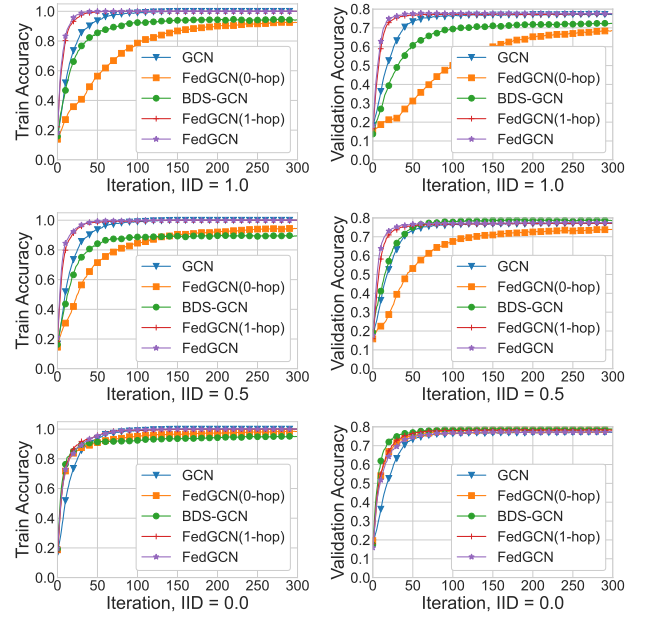 Train Accuracy
1.0
0.8
0.6
0.4
0.2
0.0
GCN
FedGCN(0-hop)
BDS-GCN
FedGCN(1-hop)
FedGCN
0 50 100 150 200 250 300
Iteration, IID = 1.0
Validation Accuracy
0.8
0.7
0.6
0.5
0.4
0.3
0.2
0.1
0.0
GCN
FedGCN(0-hop)
BDS-GCN
FedGCN(1-hop)
FedGCN
0 50 100 150 200 250 300
Iteration, IID = 1.0
Train Accuracy
1.0
0.8
0.6
0.4
0.2
0.0
GCN
FedGCN(0-hop)
BDS-GCN
FedGCN(1-hop)
FedGCN
0 50 100 150 200 250 300
Iteration, IID = 0.5
Validation Accuracy
0.8
0.7
0.6
0.5
0.4
0.3
0.2
0.1
0.0
GCN
FedGCN(0-hop)
BDS-GCN
FedGCN(1-hop)
FedGCN
0 50 100 150 200 250 300
Iteration, IID = 0.5
Train Accuracy
1.0
0.8
0.6
0.4
0.2
0.0
GCN
FedGCN(0-hop)
BDS-GCN
FedGCN(1-hop)
FedGCN
0 50 100 150 200 250 300
Iteration, IID = 0.0
Validation Accuracy
0.8
0.7
0.6
0.5
0.4
0.3
0.2
0.1
0.0
GCN
FedGCN(0-hop)
BDS-GCN
FedGCN(1-hop)
FedGCN
0 50 100 150 200 250 300
Iteration, IID = 0.0